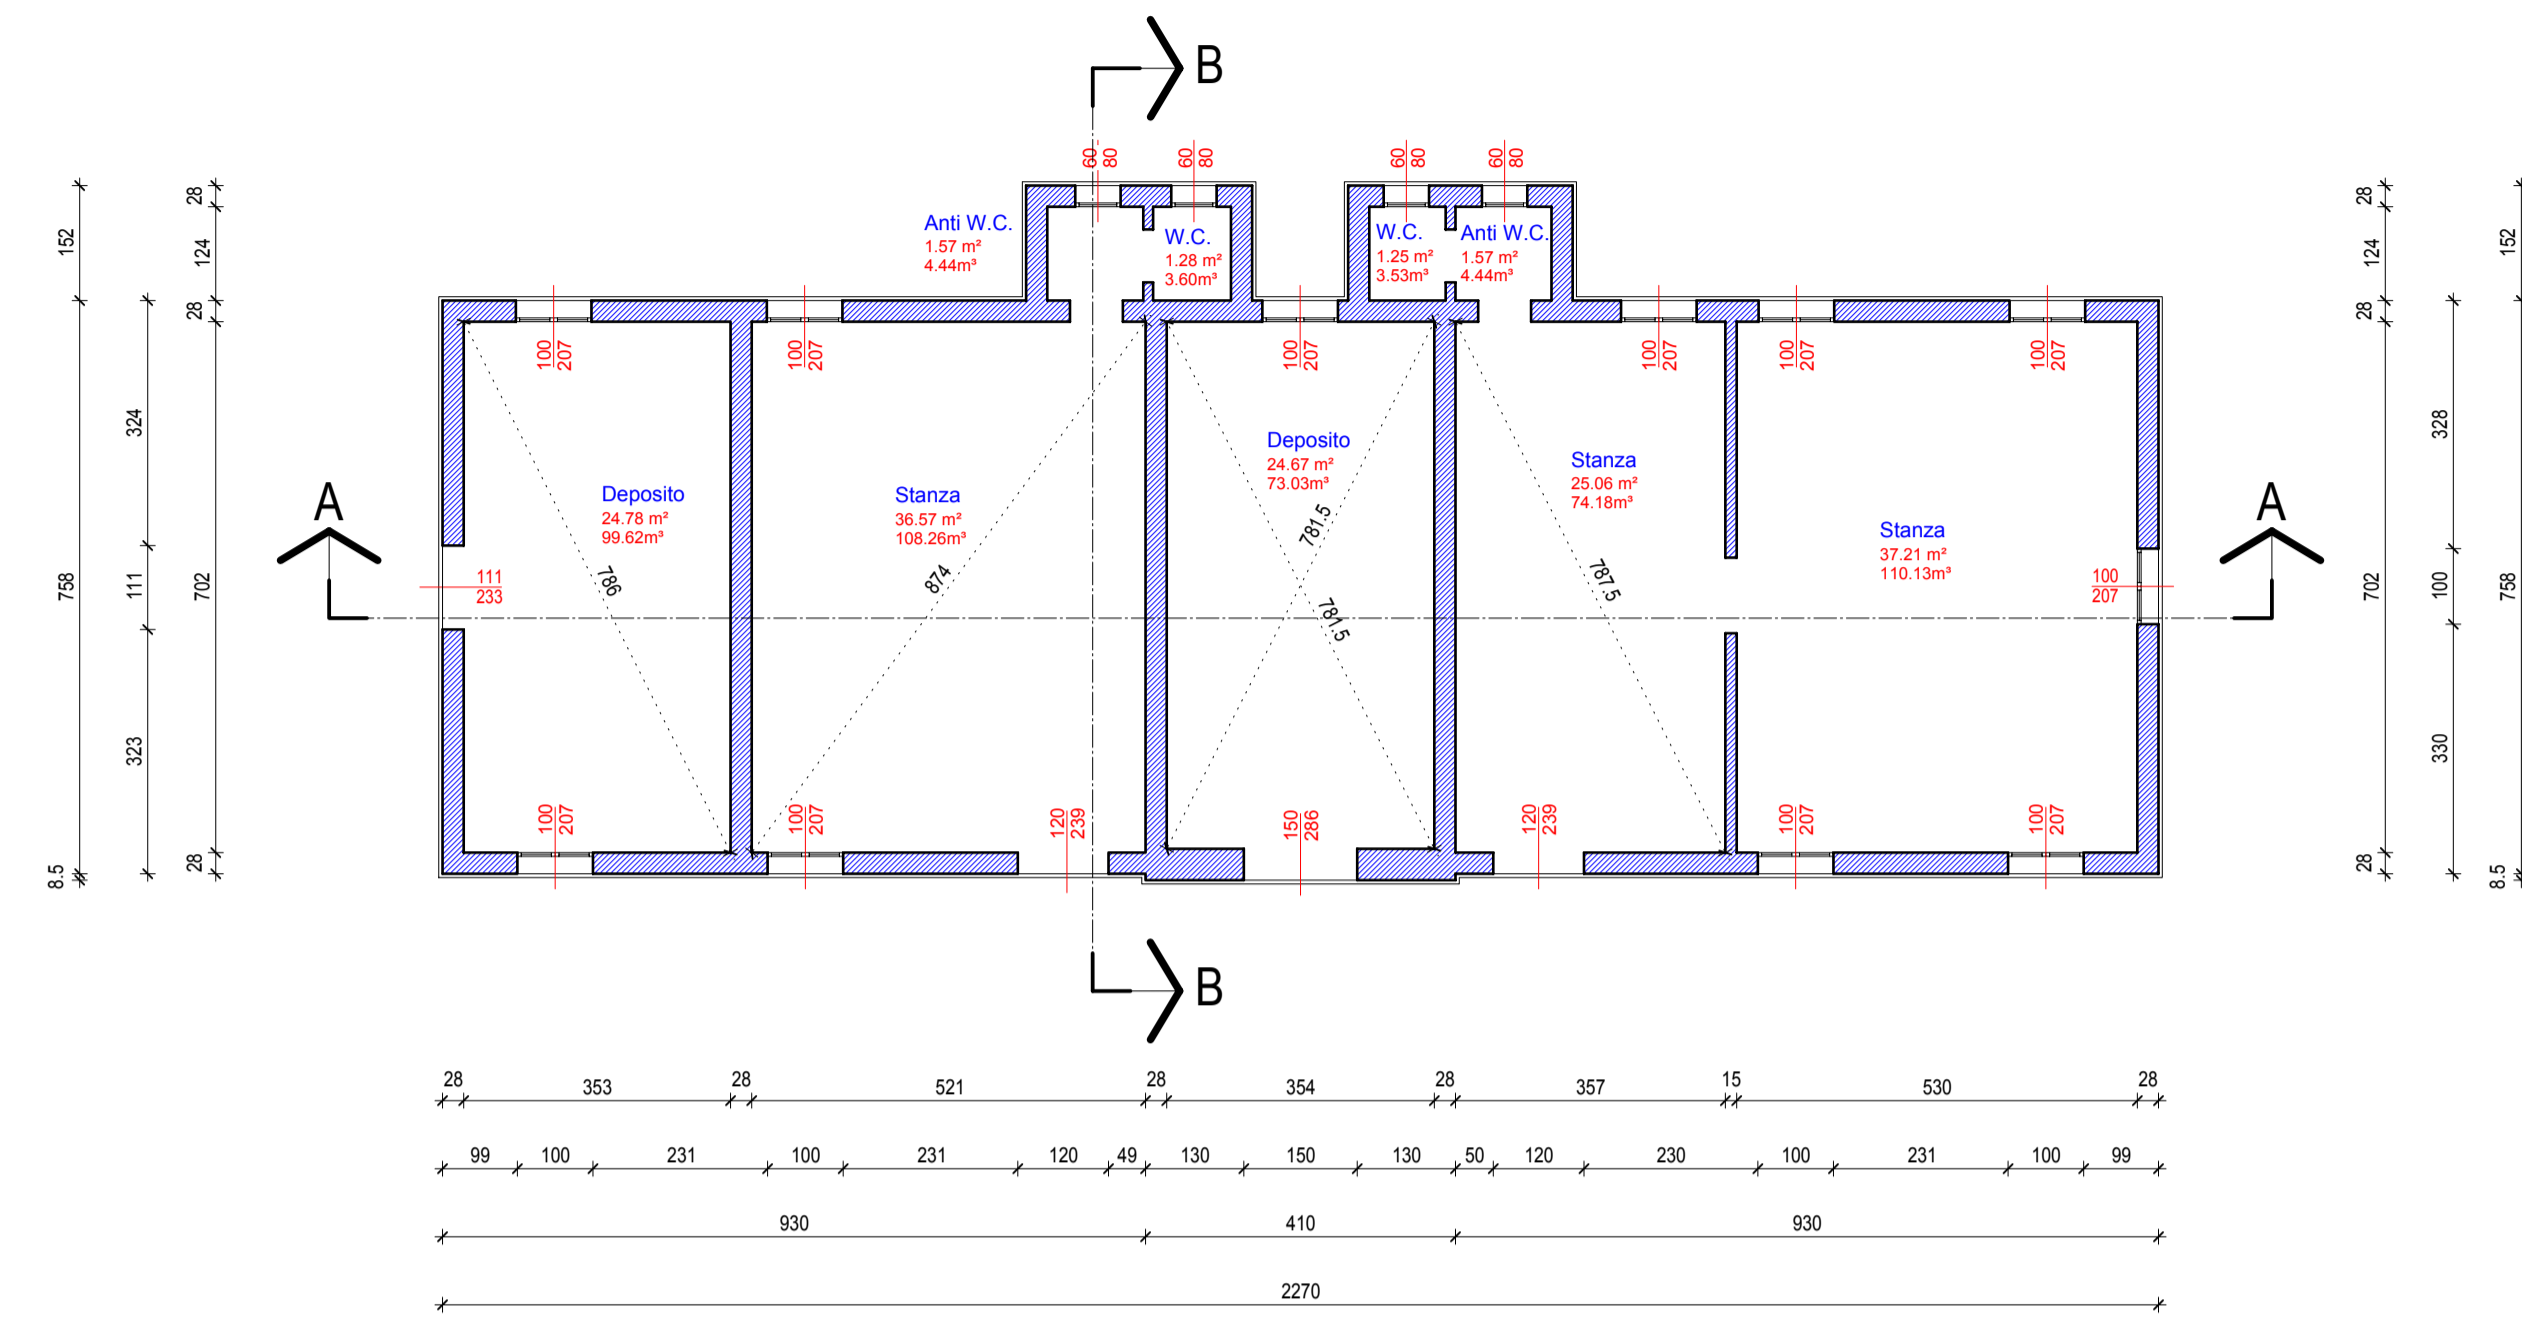 B
60
80
60
80
60
80
60
80
28
152
124
28
Anti W.C.
1.57 m²
4.44m³
W.C.
1.28 m²
3.60m³
W.C.
1.25 m²
3.53m³
Anti W.C.
1.57 m²
4.44m³
28
152
124
28
100
207
100
207
100
207
100
207
100
207
100
207
324
328
Deposito
24.78 m²
99.62m³
Stanza
36.57 m²
108.26m³
Deposito
24.67 m²
73.03m³
Stanza
25.06 m²
74.18m³
Stanza
37.21 m²
110.13m³
A
A
786
874
781.5
781.5
787.5
111
233
100
207
758
111
702
702
100
758
323
330
100
207
100
207
120
239
150
286
120
239
100
207
100
207
8.5
28
28
8.5
B
28 353 28 521 28 354 28 357 15 530 28
99 100 231 100 231 120 49 130 150 130 50 120 230 100 231 100 99
930 410 930
2270